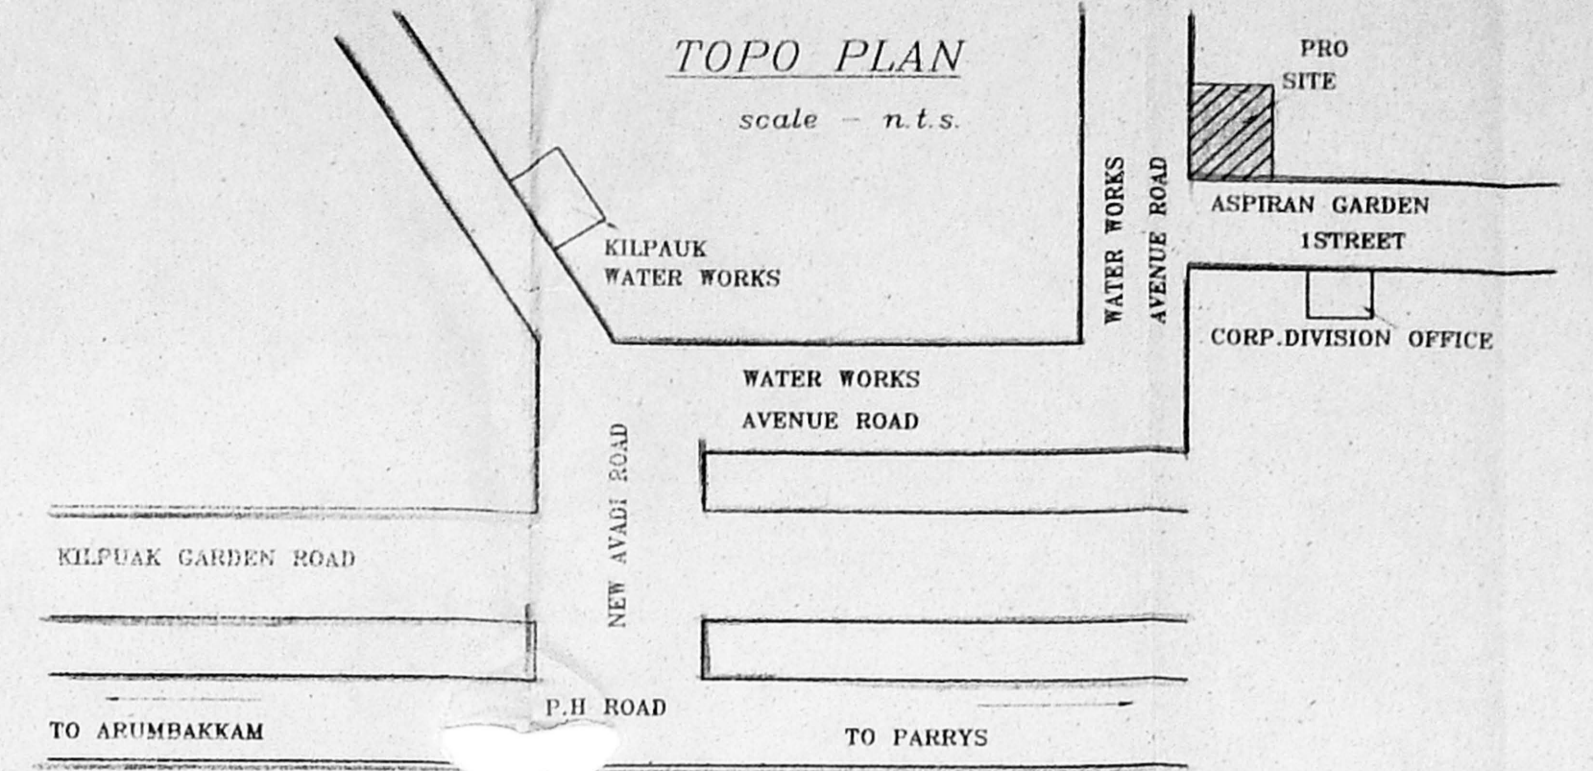 TOPO PLAN
scale - n.t.s.
PRO
SITE
KILPAUK
WATER WORKS
WATER WORKS
AVENUE ROAD
ASPIRAN GARDEN
1STREET
CORP.DIVISION OFFICE
WATER WORKS
AVENUE ROAD
NEW AVADI ROAD
KILPUAK GARDEN ROAD
P.H ROAD
TO ARUMBAKKAM
TO PARRYS